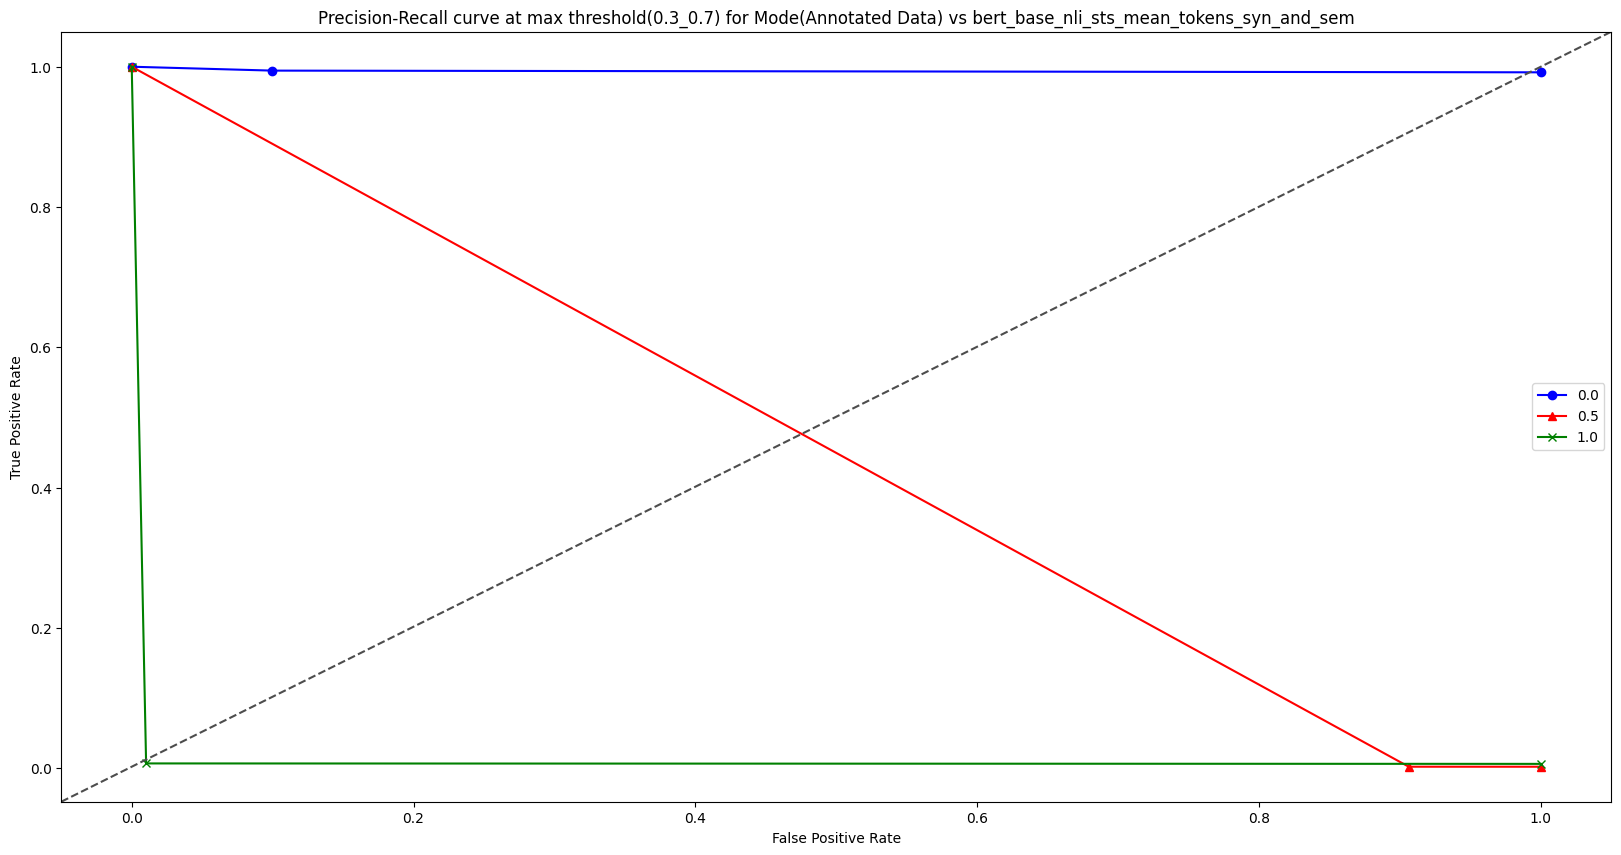 Precision-Recall curve at max threshold(0.3_0.7) for Mode(Annotated Data) vs bert_base_nli_sts_mean_tokens_syn_and_sem
1.0
0.8
0.6
0.4
0.2
0.0
True Positive Rate
0.0
0.5
1.0
0.0 0.2 0.4 0.6 0.8 1.0
False Positive Rate